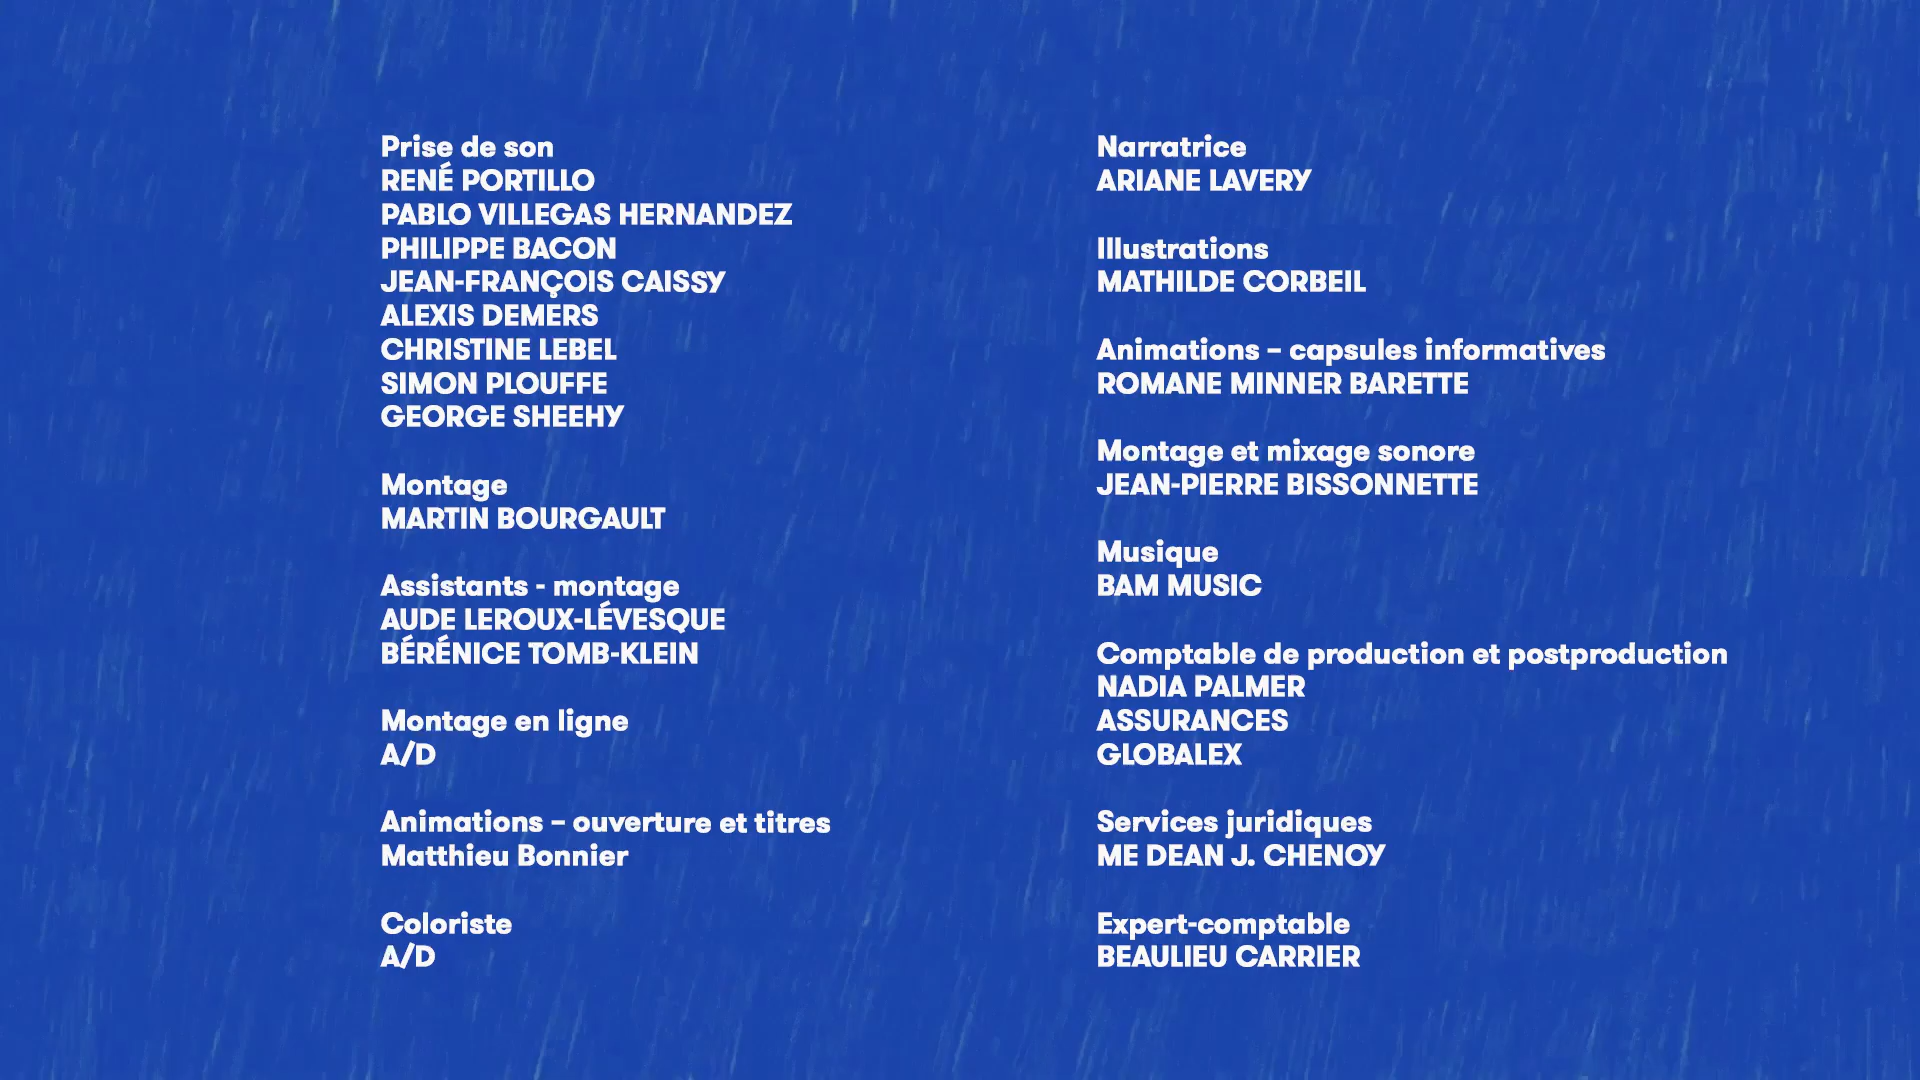 Prise de son
RENÉ PORTILLO
PABLO VILLEGAS HERNANDEZ
PHILIPPE BACON
JEAN-FRANÇOIS CAISSY
ALEXIS DEMERS
CHRISTINE LEBEL
SIMON PLOUFFE
GEORGE SHEEHY
Montage
MARTIN BOURGAULT
Assistants - montage
AUDE LEROUX-LÉVESQUE
BÉRÉNICE TOMB-KLEIN
Montage en ligne
A/D
Animations – ouverture et titres
Matthieu Bonnier
Coloriste
A/D
Narratrice
ARIANE LAVERY
Illustrations
MATHILDE CORBEIL
Animations – capsules informatives
ROMANE MINNER BARETTE
Montage et mixage sonore
JEAN-PIERRE BISSONNETTE
Musique
BAM MUSIC
Comptable de production et postproduction
NADIA PALMER
ASSURANCES
GLOBALEX
Services juridiques
ME DEAN J. CHENOY
Expert-comptable
BEAULIEU CARRIER